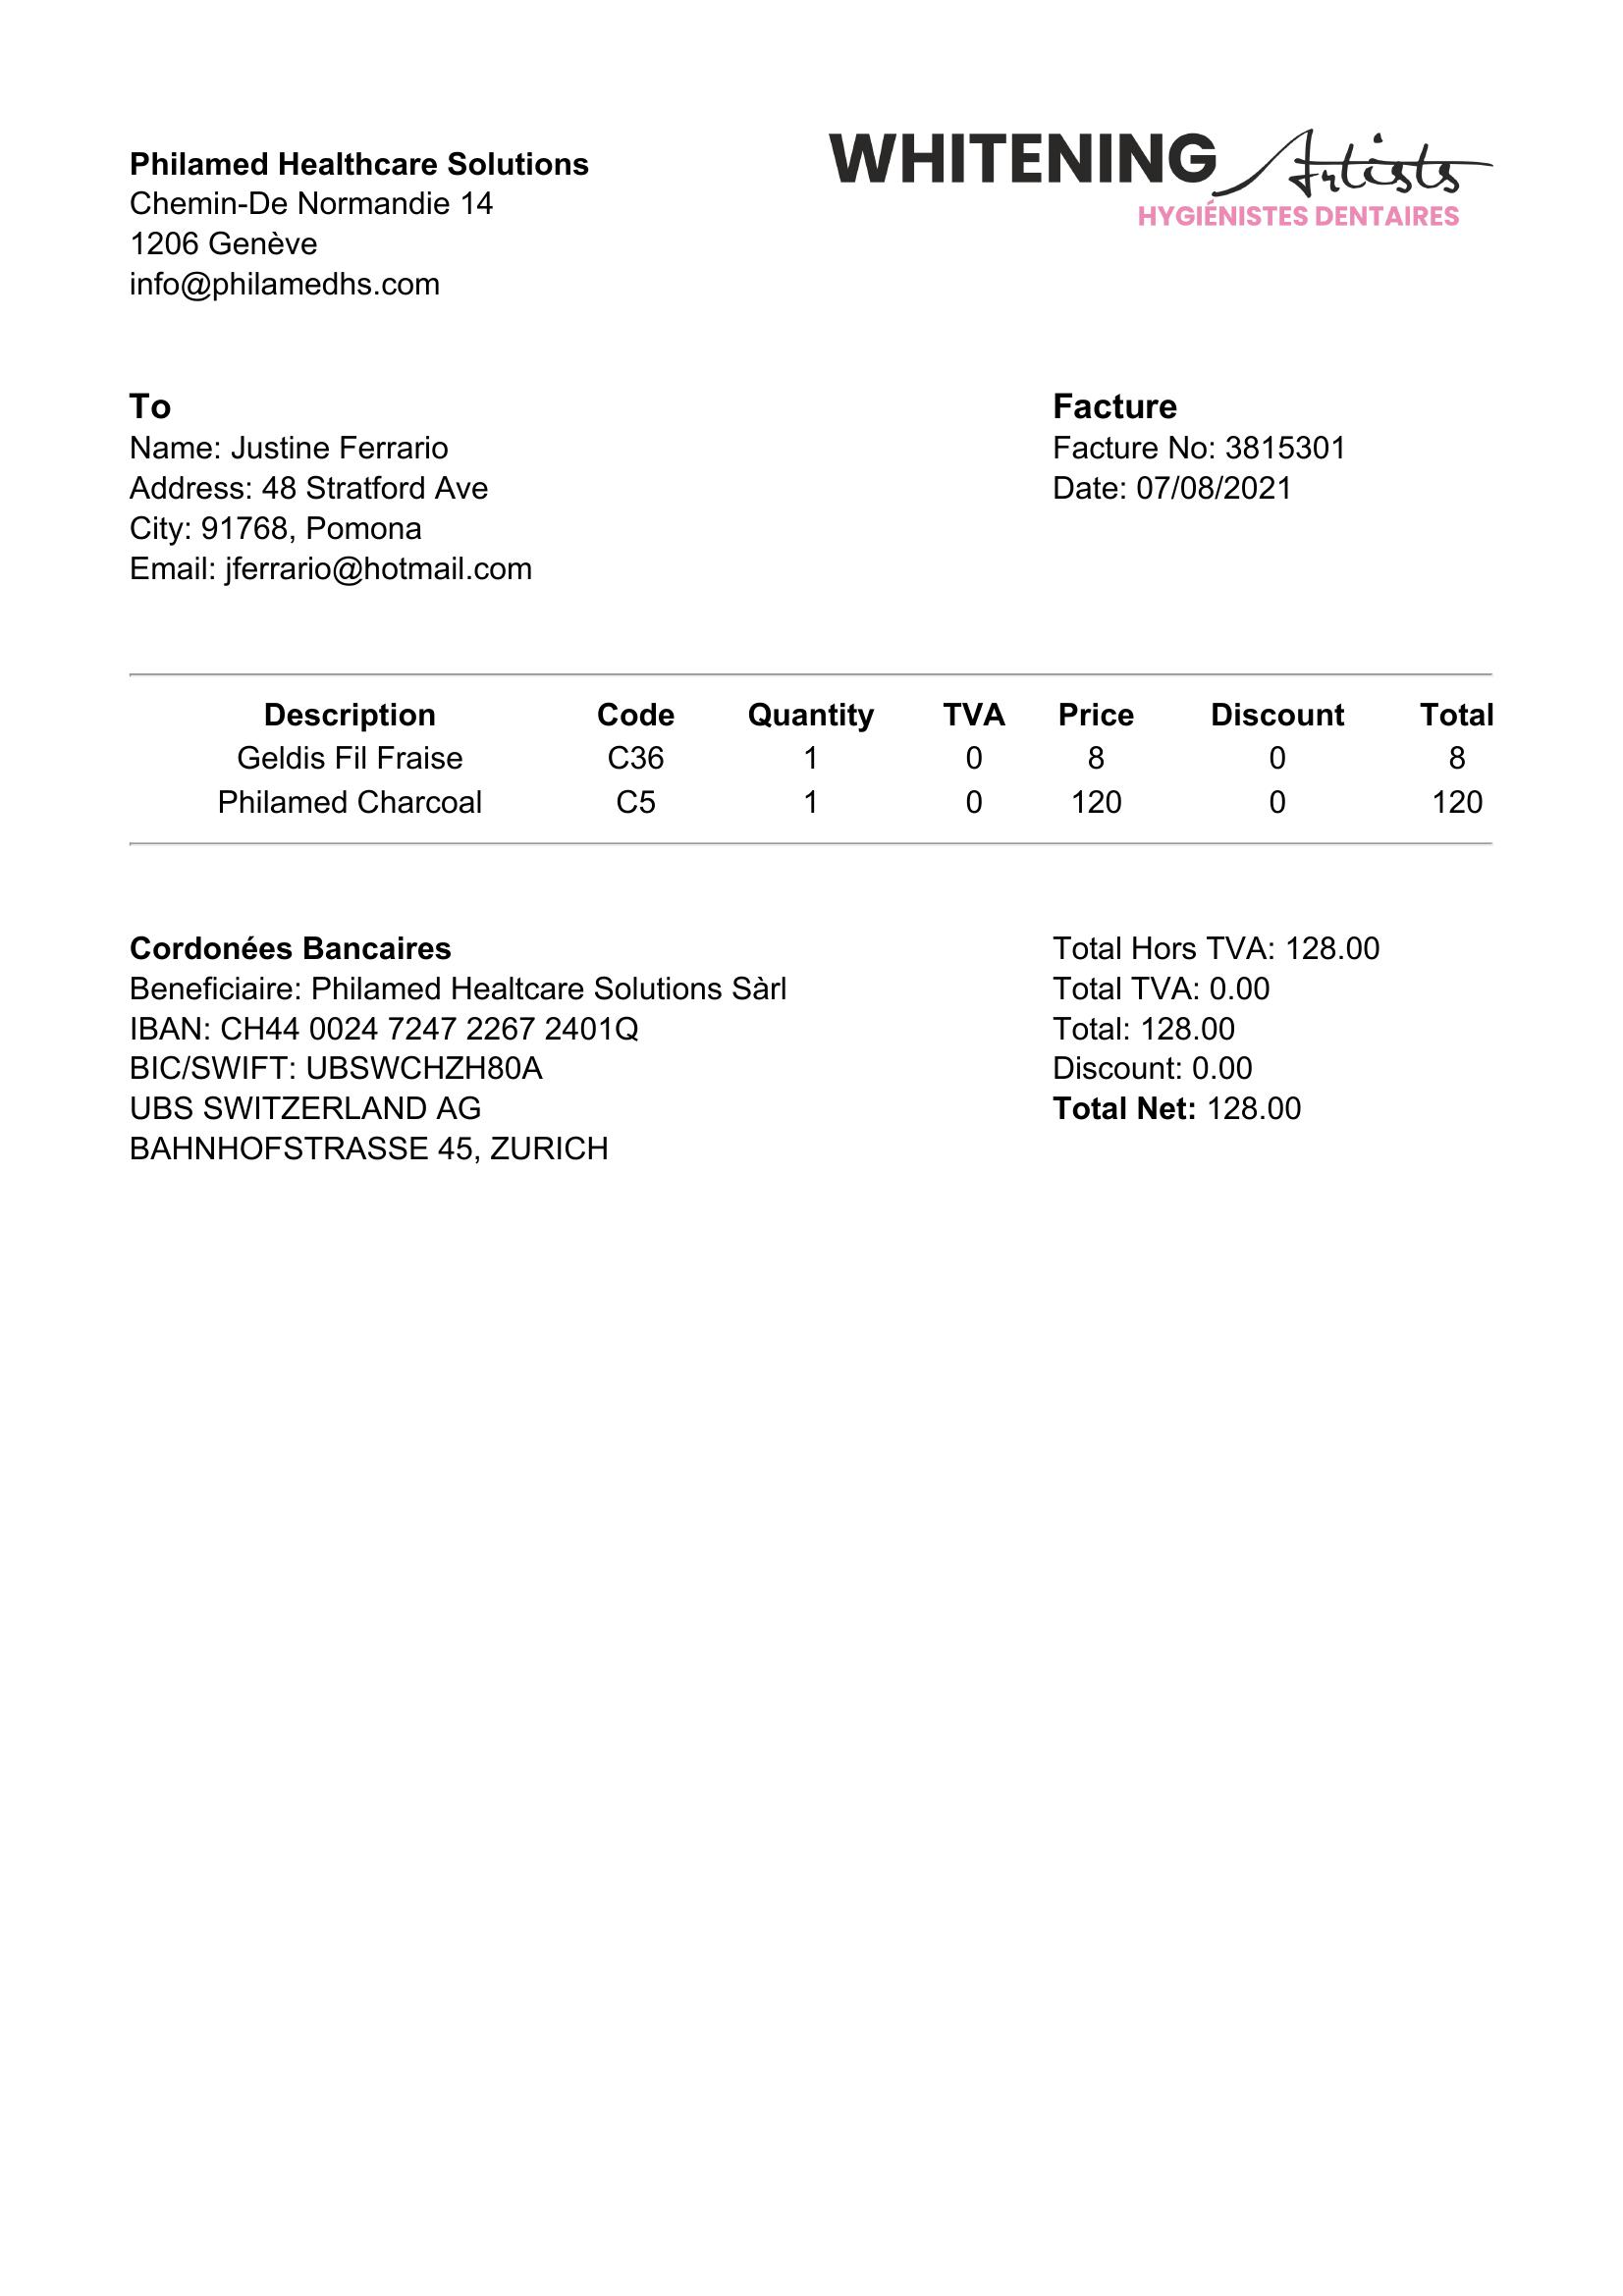 Philamed Healthcare Solutions
Chemin-De Normandie 14
1206 Genève
info@philamedhs.com
WHITENING Artists
HYGIÉNISTES DENTAIRES
To
Name: Justine Ferrario
Address: 48 Stratford Ave
City: 91768, Pomona
Email: jferrario@hotmail.com
Facture
Facture No: 3815301
Date: 07/08/2021
Description Code Quantity TVA Price Discount Total
Geldis Fil Fraise C36 1 0 8 0 8
Philamed Charcoal C5 1 0 120 0 120
Cordonées Bancaires
Beneficiaire: Philamed Healtcare Solutions Sàrl
IBAN: CH44 0024 7247 2267 2401Q
BIC/SWIFT: UBSWCHZH80A
UBS SWITZERLAND AG
BAHNHOFSTRASSE 45, ZURICH
Total Hors TVA: 128.00
Total TVA: 0.00
Total: 128.00
Discount: 0.00
Total Net: 128.00